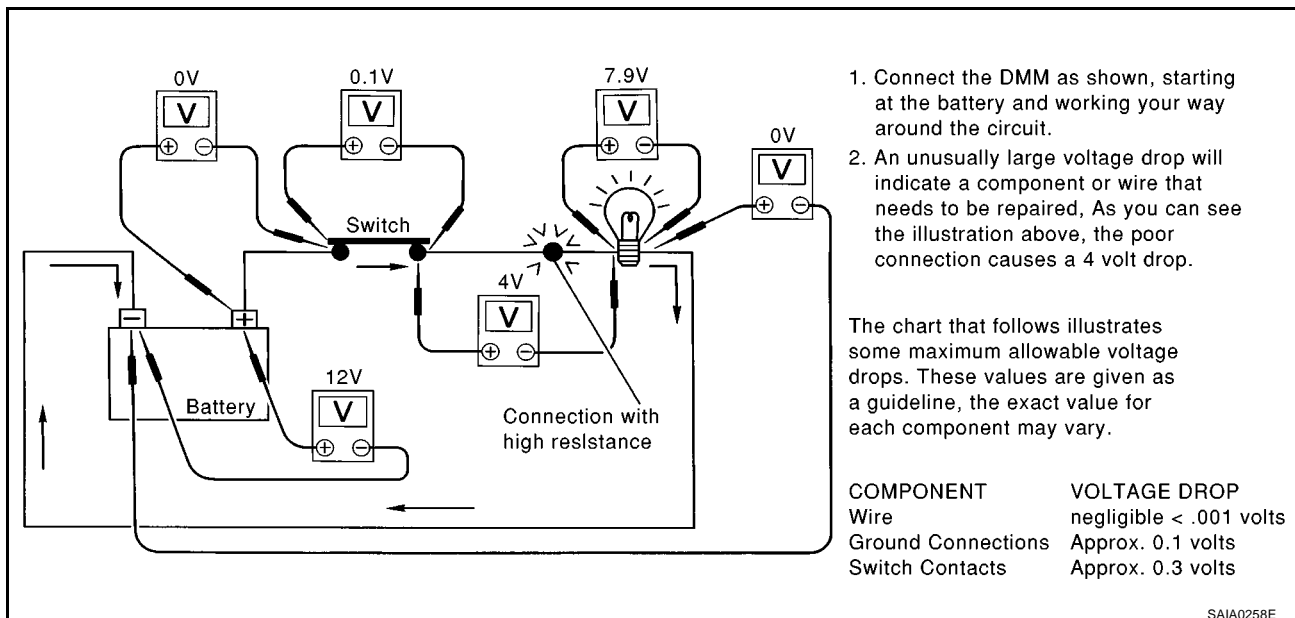 0V
0.1V
7.9V
0V
V
V
V
V
+ −
+ −
+ −
+ −
Switch
4V
V
+ −
− +
Battery
12V
V
+ −
Connection with
high reslstance
1. Connect the DMM as shown, starting
at the battery and working your way
around the circuit.
2. An unusually large voltage drop will
indicate a component or wire that
needs to be repaired, As you can see
the illustration above, the poor
connection causes a 4 volt drop.
The chart that follows illustrates
some maximum allowable voltage
drops. These values are given as
a guideline, the exact value for
each component may vary.
COMPONENT VOLTAGE DROP
Wire negligible < .001 volts
Ground Connections Approx. 0.1 volts
Switch Contacts Approx. 0.3 volts
SAIA0258E